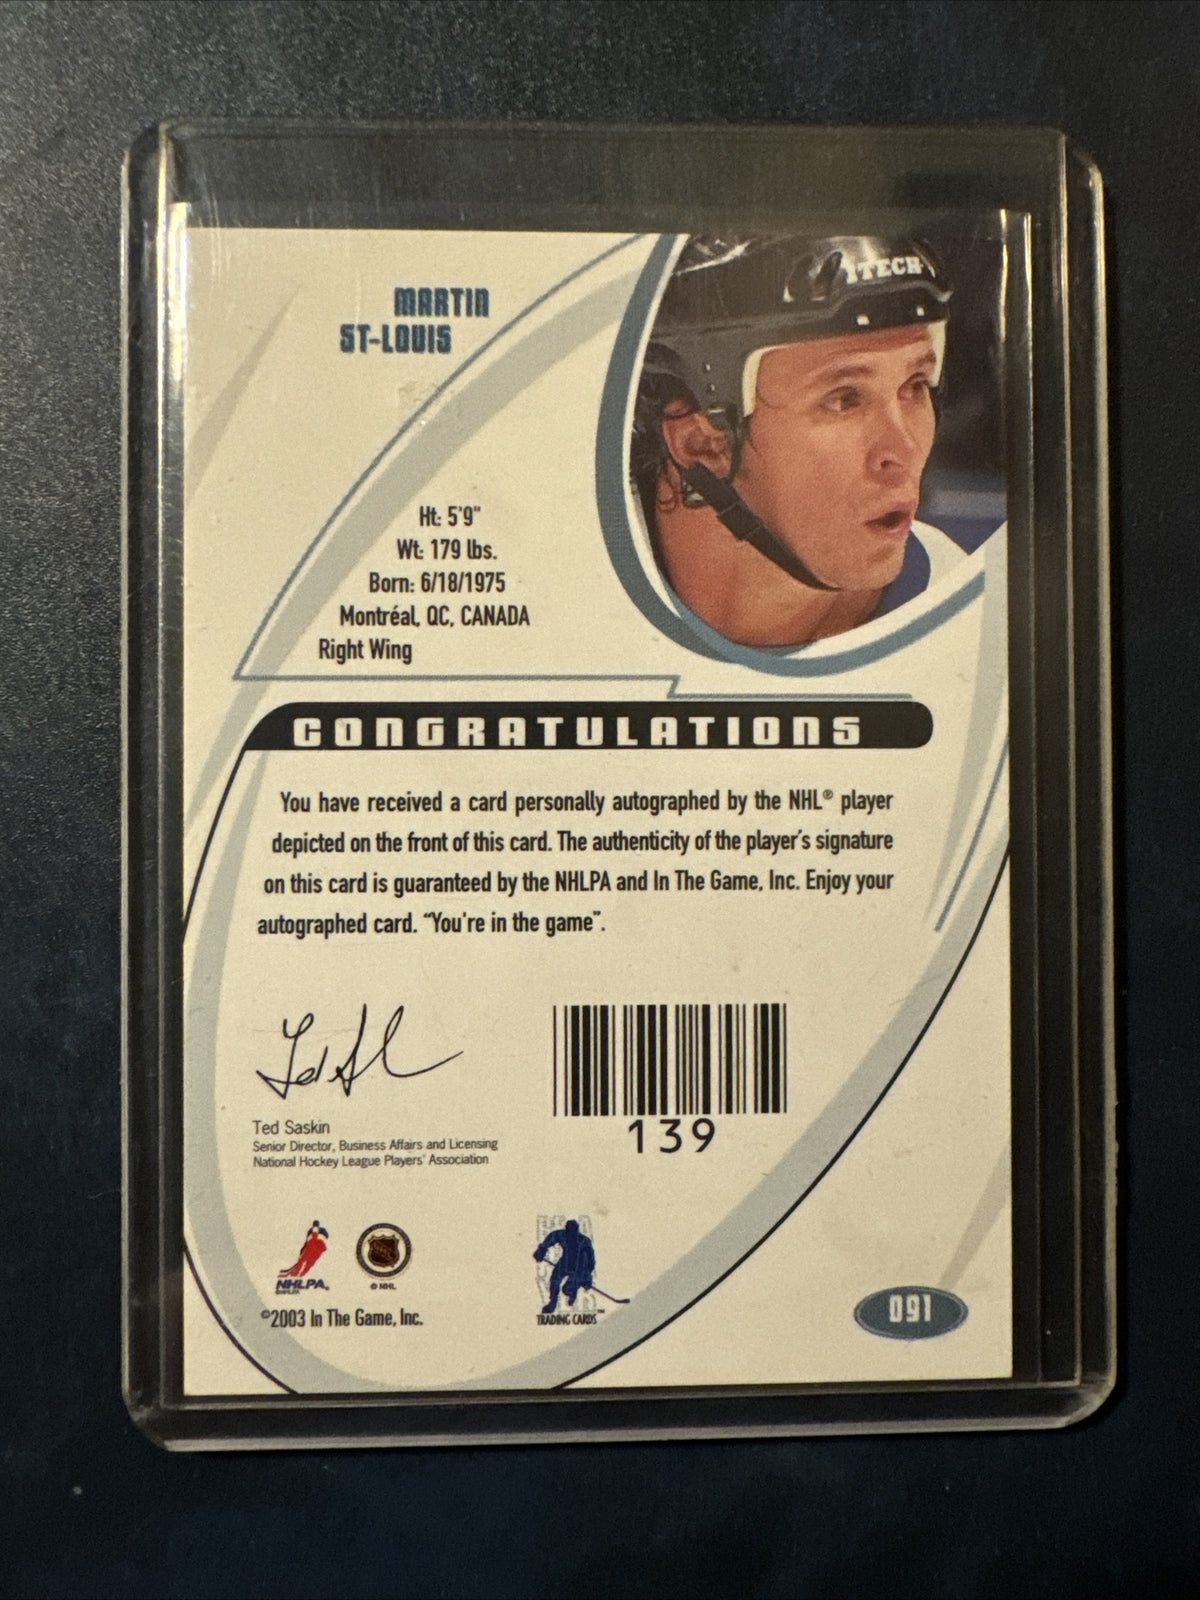 ITECH
MARTIN
ST-LOUIS
Ht: 5'9"
Wt: 179 lbs.
Born: 6/18/1975
Montréal, QC, CANADA
Right Wing
CONGRATULATIONS
You have received a card personally autographed by the NHL® player
depicted on the front of this card. The authenticity of the player's signature
on this card is guaranteed by the NHLPA and In The Game, Inc. Enjoy your
autographed card. “You're in the game”.
139
Ted Saskin
Senior Director, Business Affairs and Licensing
National Hockey League Players' Association
NHLPA
© NHL
TRADING CARDS™
©2003 In The Game, Inc.
091